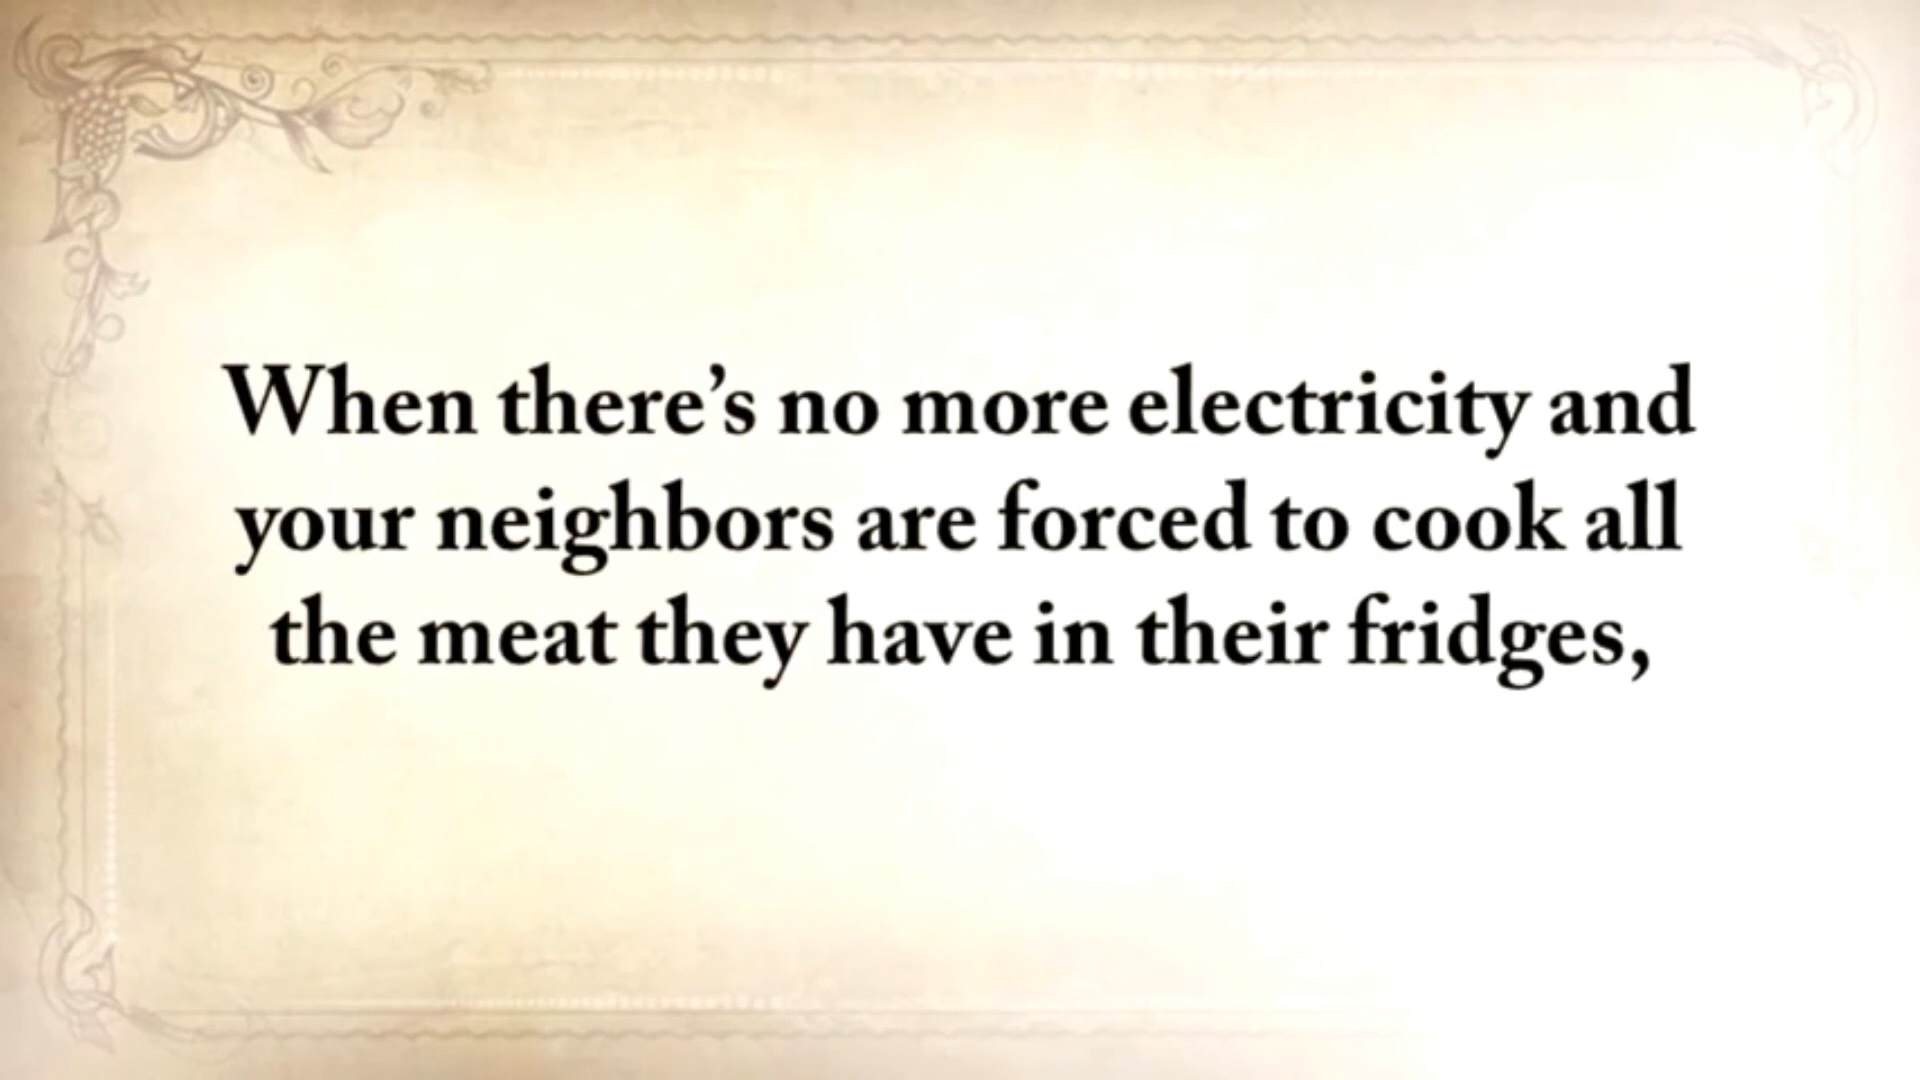 When there’s no more electricity and
your neighbors are forced to cook all
the meat they have in their fridges,